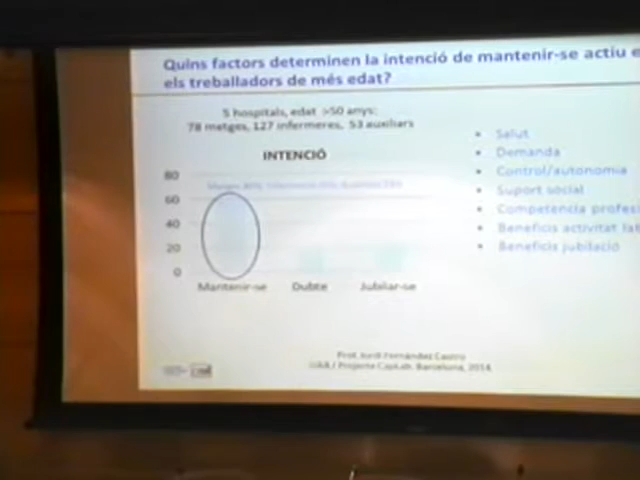 Quins factors determinen la intenció de mantenir-se actiu e
els treballadors de més edat?
5 hospitals, edat >50 anys:
78 metges, 127 infermeres, 53 auxiliars
INTENCIÓ
80
60
40
20
0
Mantenir-se Dubte Jubilar-se
• Salut
• Demanda
• Control/autonomia
• Suport social
• Competencia profes
• Beneficis activitat lab
• Beneficis jubilació
Prof. Jordi Fernández Castro
UAB / Projecte CapLab. Barcelona, 2014